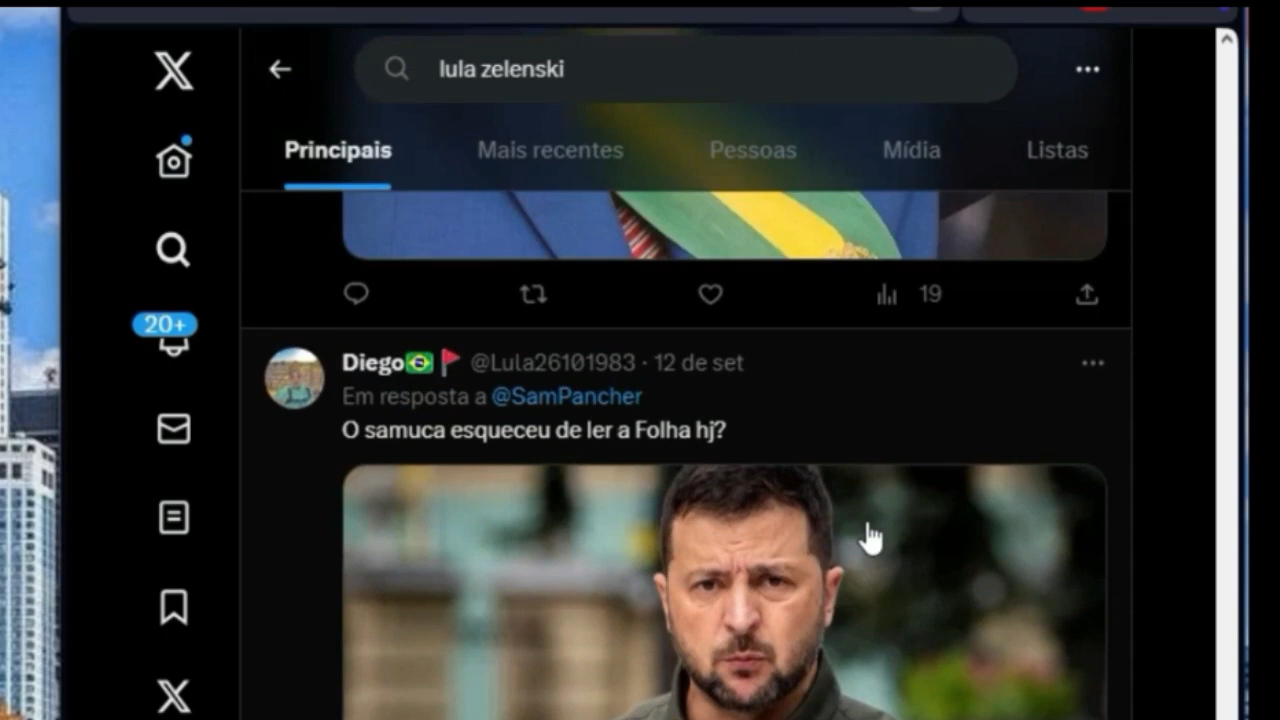 lula zelenski
Principais Mais recentes Pessoas Mídia Listas
19
20+
Diego @Lula26101983 · 12 de set
Em resposta a @SamPancher
O samuca esqueceu de ler a Folha hj?